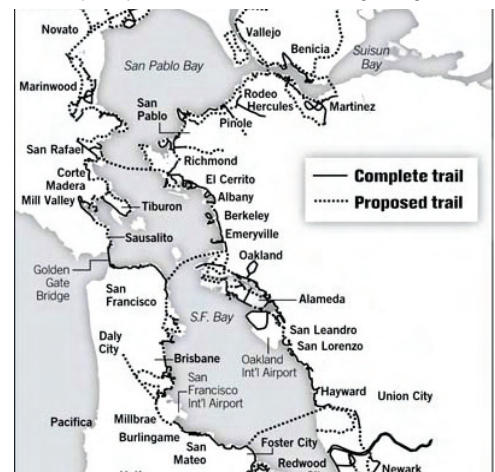 Novato
Vallejo
Benicia
Suisun
Bay
San Pablo Bay
Marinwood
San
Pablo
Rodeo
Hercules
Martinez
Pinole
San Rafael
Richmond
Corte
Madera
El Cerrito
Complete trail
Mill Valley
Albany
Tiburon
Berkeley
Proposed trail
Sausalito
Emeryville
Oakland
Golden
Gate
Bridge
San
Francisco
Alameda
S.F. Bay
San Leandro
San Lorenzo
Daly
City
Brisbane
Oakland
Int'l Airport
San
Francisco
Int'l Airport
Hayward
Union City
Pacifica
Millbrae
Burlingame
San
Mateo
Foster City
Redwood
Newark